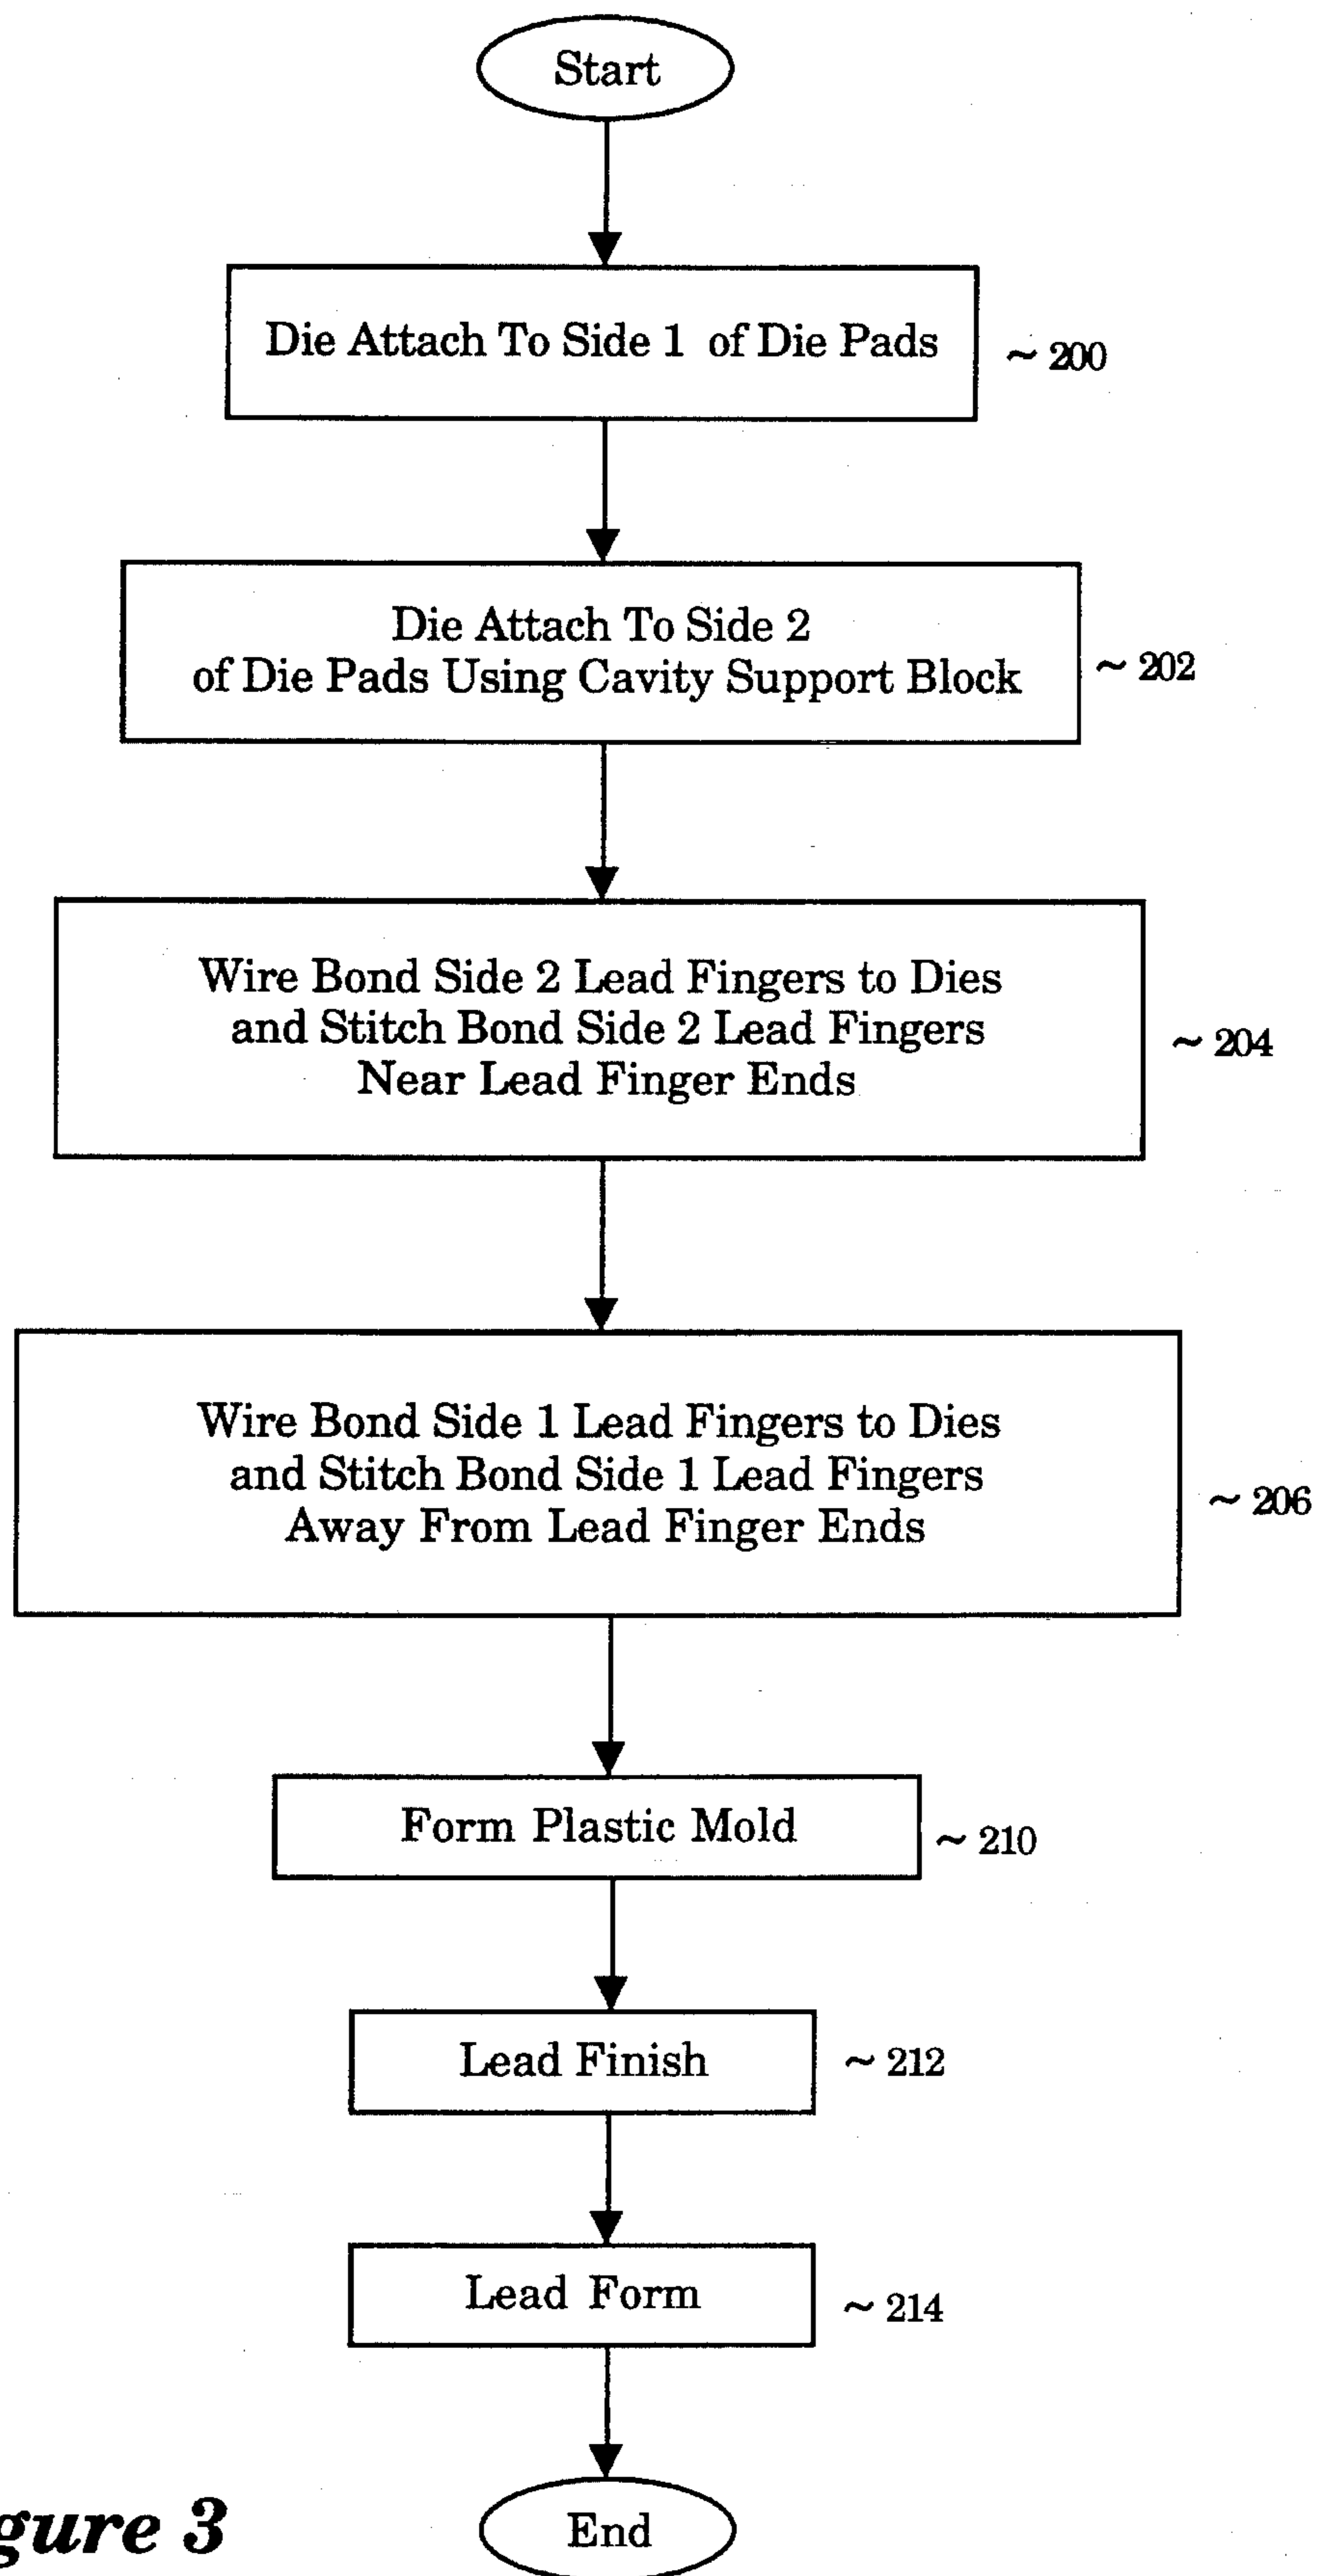 Start
Die Attach To Side 1 of Die Pads
~ 200
Die Attach To Side 2
of Die Pads Using Cavity Support Block
~ 202
Wire Bond Side 2 Lead Fingers to Dies
and Stitch Bond Side 2 Lead Fingers
Near Lead Finger Ends
~ 204
Wire Bond Side 1 Lead Fingers to Dies
and Stitch Bond Side 1 Lead Fingers
Away From Lead Finger Ends
~ 206
Form Plastic Mold
~ 210
Lead Finish
~ 212
Lead Form
~ 214
End
gure 3